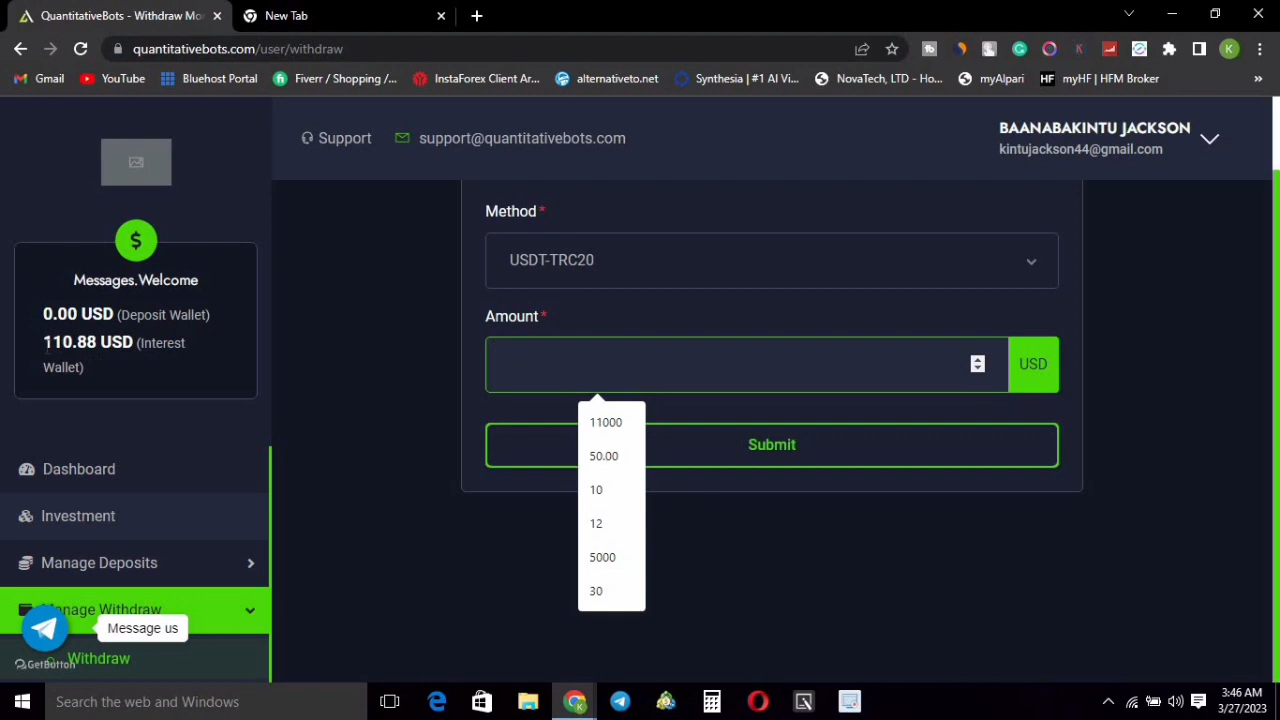 QuantitativeBots - Withdraw Mo
New Tab
quantitativebots.com/user/withdraw
K
Gmail
YouTube
Bluehost Portal
Fiverr / Shopping /...
InstaForex Client Ar...
alternativeto.net
Synthesia | #1 AI Vi...
NovaTech, LTD - Ho...
myAlpari
HF
myHF | HFM Broker
»
Support
support@quantitativebots.com
BAANABAKINTU JACKSON
kintujackson44@gmail.com
$
Messages.Welcome
0.00 USD (Deposit Wallet)
110.88 USD (Interest
Wallet)
Method*
USDT-TRC20
Amount*
USD
11000
50.00
10
12
5000
30
Submit
Dashboard
Investment
Manage Deposits
Manage Withdraw
Message us
Withdraw
GetButton
Search the web and Windows
3:46 AM
3/27/2023